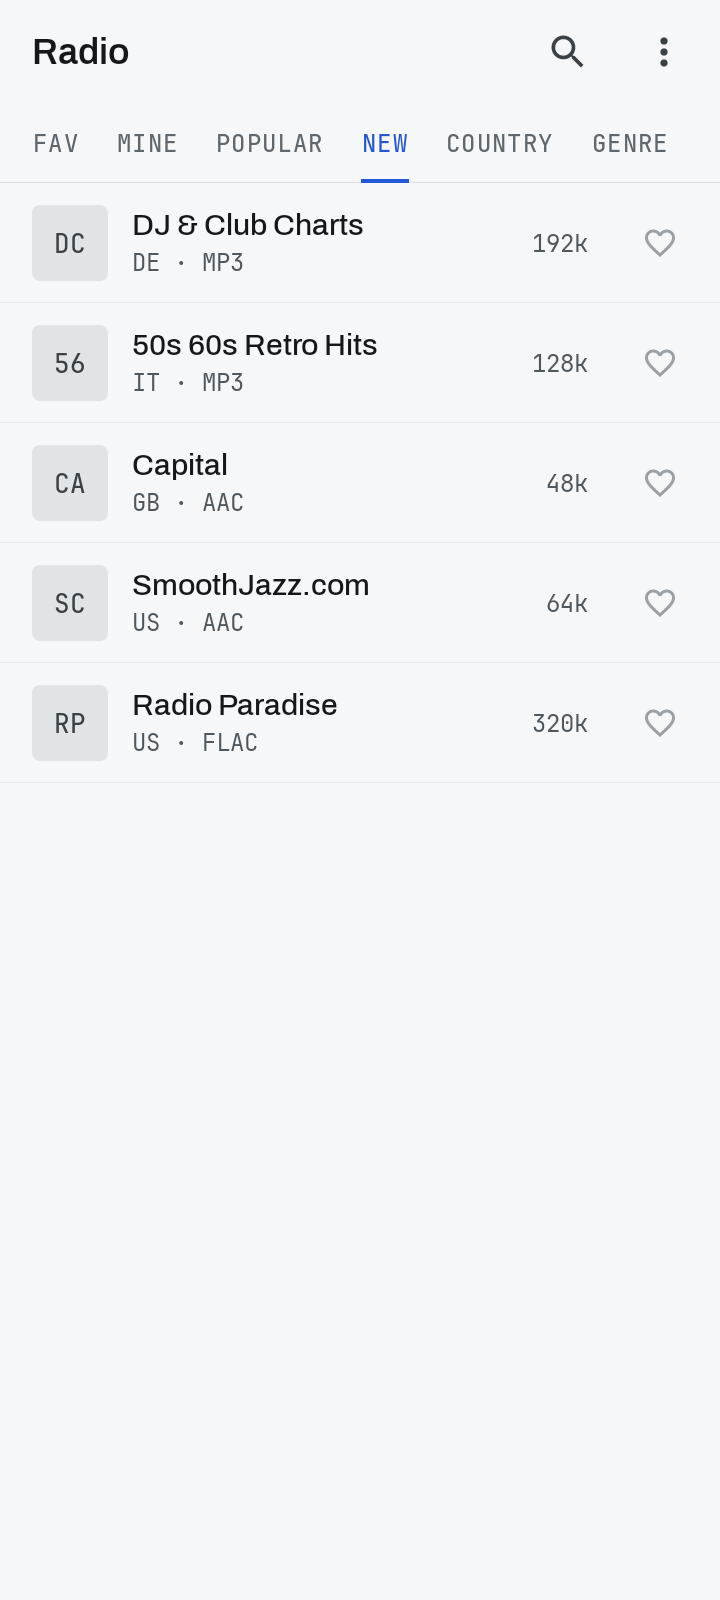 Radio
FAV MINE POPULAR NEW COUNTRY GENRE
DC
DJ & Club Charts
DE · MP3
192k
56
50s 60s Retro Hits
IT · MP3
128k
CA
Capital
GB · AAC
48k
SC
SmoothJazz.com
US · AAC
64k
RP
Radio Paradise
US · FLAC
320k